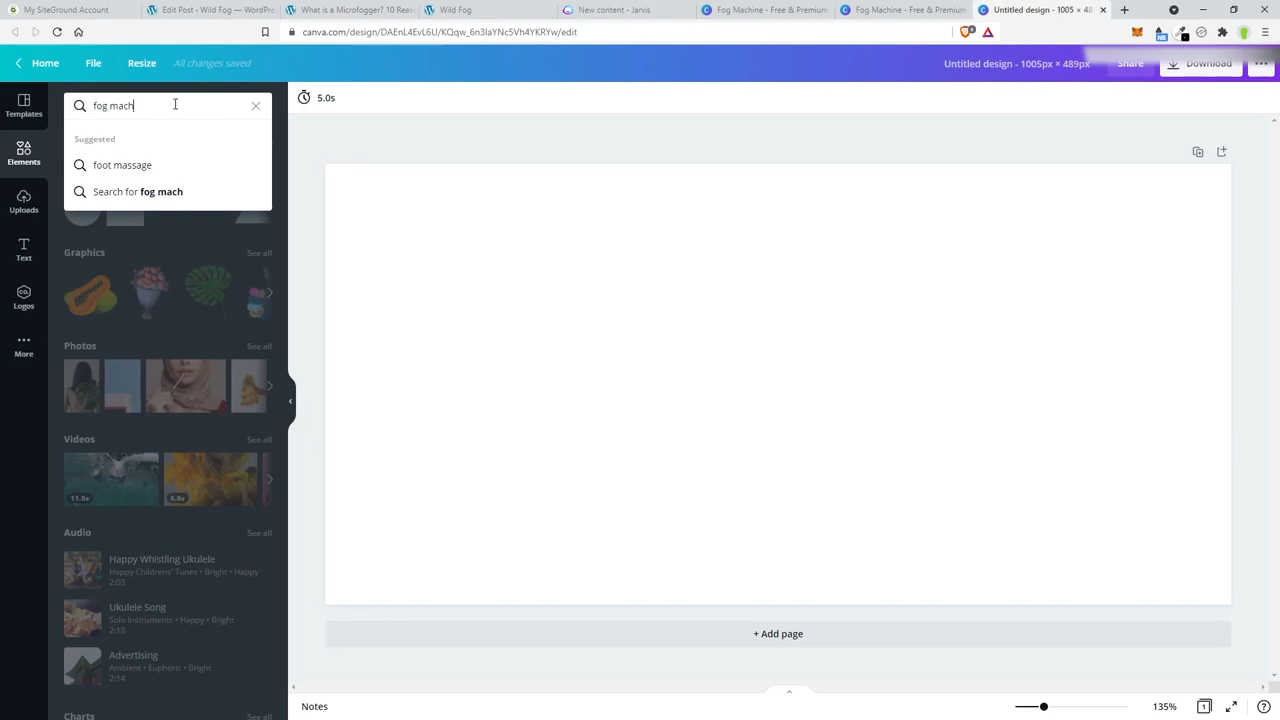 My SiteGround Account
Edit Post ‹ Wild Fog — WordPre
What is a Microfogger? 10 Rea
Wild Fog
New content - Jarvis
Fog Machine - Free & Premium
Fog Machine - Free & Premium
Untitled design - 1005 × 48
canva.com/design/DAEnL4EvL6U/KQqw_6n3IaYNc5Vh4YKRYw/edit
Home
File
Resize
All changes saved
Untitled design - 1005px × 489px
Share
Download
Templates
Elements
Uploads
Text
CO.
Logos
More
fog mach
Suggested
foot massage
Search for fog mach
Graphics
See all
Photos
See all
Videos
See all
11.0s
6.0s
Audio
See all
Happy Whistling Ukulele
Happy Childrens' Tunes • Bright • Happy
2:03
Ukulele Song
Solo Instruments • Happy • Bright
2:18
Advertising
Ambient • Euphoric • Bright
2:14
Charts
See all
5.0s
+ Add page
Notes
135%
1